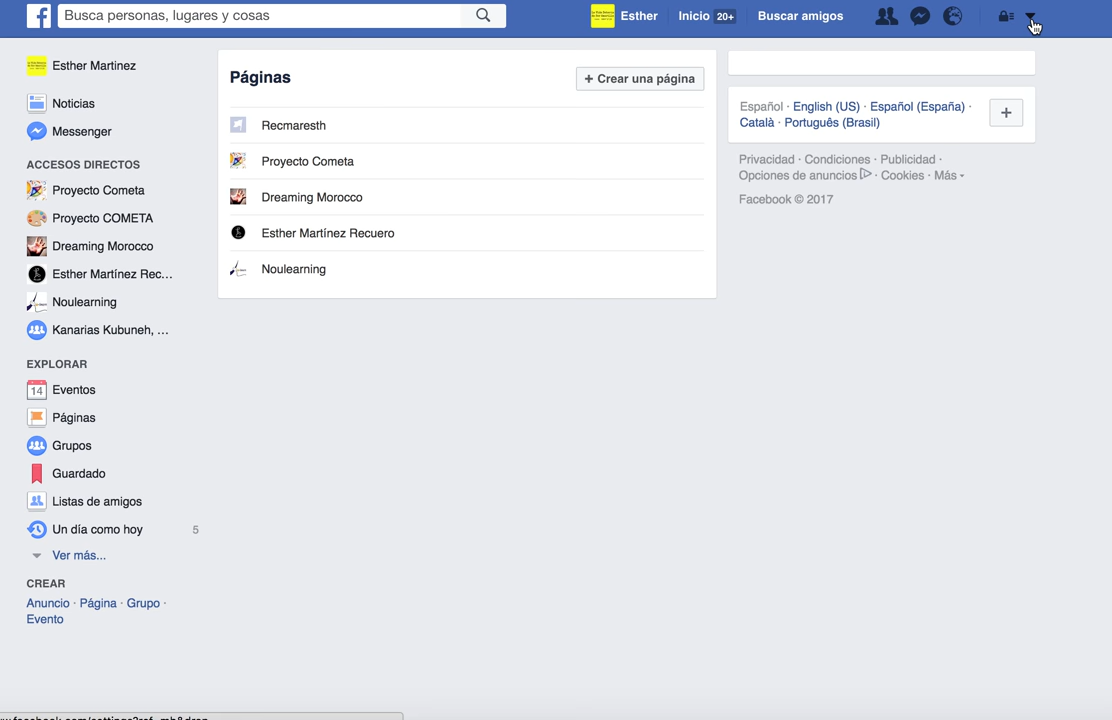 Busca personas, lugares y cosas
Esther
Inicio 20+
Buscar amigos
Esther Martinez
Noticias
Messenger
ACCESOS DIRECTOS
Proyecto Cometa
Proyecto COMETA
Dreaming Morocco
Esther Martínez Rec...
Noulearning
Kanarias Kubuneh, ...
EXPLORAR
14 Eventos
Páginas
Grupos
Guardado
Listas de amigos
Un día como hoy 5
Ver más...
CREAR
Anuncio · Página · Grupo ·
Evento
Páginas
+ Crear una página
Recmaresth
Proyecto Cometa
Dreaming Morocco
Esther Martínez Recuero
Noulearning
Español · English (US) · Español (España) ·
Català · Português (Brasil)
+
Privacidad · Condiciones · Publicidad ·
Opciones de anuncios · Cookies · Más
Facebook © 2017